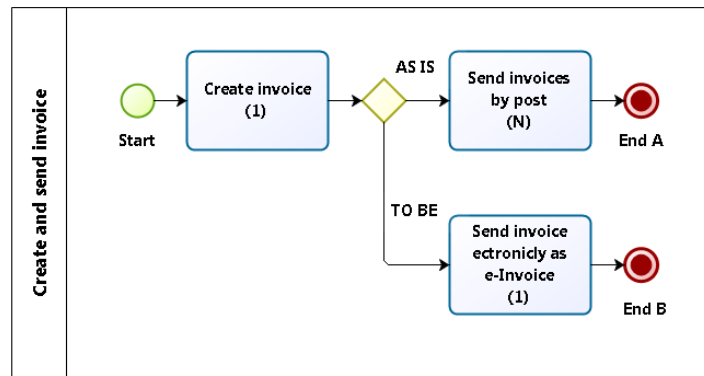 Create and send invoice
Start
Create invoice
(1)
AS IS
Send invoices
by post
(N)
End A
TO BE
Send invoice
ectronicly as
e-Invoice
(1)
End B